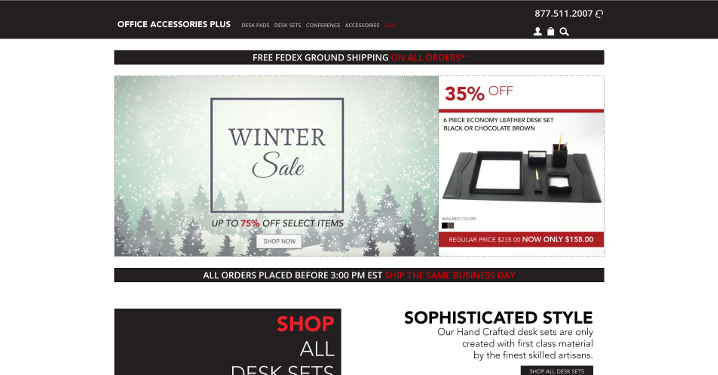 877.511.2007
OFFICE ACCESSORIES PLUS
DESK PADS DESK SETS CONFERENCE ACCESSORIES SALE
FREE FEDEX GROUND SHIPPING ON ALL ORDERS*
WINTER
Sale
UP TO 75% OFF SELECT ITEMS
SHOP NOW
35% OFF
6 PIECE ECONOMY LEATHER DESK SET
BLACK OR CHOCOLATE BROWN
AVAILABLE COLORS
REGULAR PRICE $235.00 NOW ONLY $158.00
ALL ORDERS PLACED BEFORE 3:00 PM EST SHIP THE SAME BUSINESS DAY
SHOP
ALL
DESK SETS
SOPHISTICATED STYLE
Our Hand Crafted desk sets are only
created with first class material
by the finest skilled artisans.
SHOP ALL DESK SETS